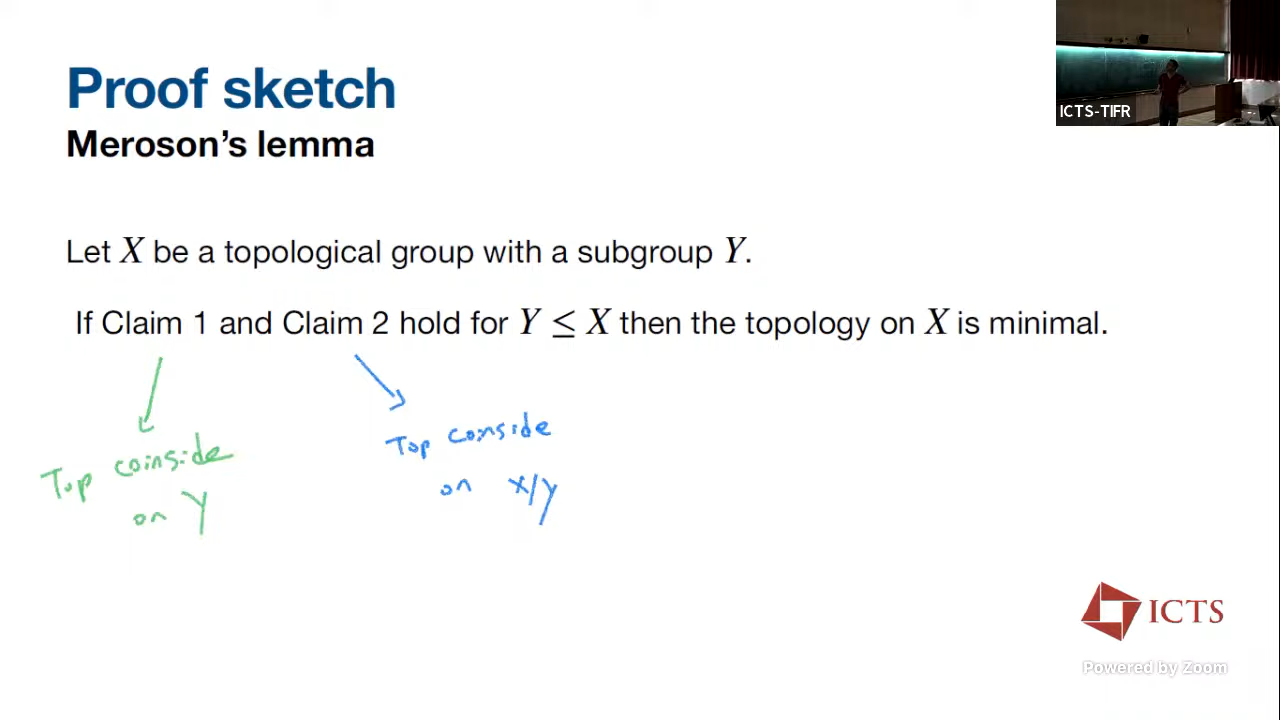 Proof sketch
Meroson's lemma
ICTS-TIFR
Let X be a topological group with a subgroup Y.
If Claim 1 and Claim 2 hold for Y ≤ X then the topology on X is minimal.
Top coinside
on Y
Top conside
on X/Y
ICTS
Powered by Zoom